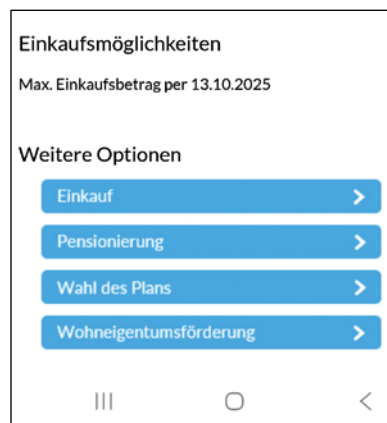 Einkaufsmöglichkeiten
Max. Einkaufsbetrag per 13.10.2025
Weitere Optionen
Einkauf
Pensionierung
Wahl des Plans
Wohneigentumsförderung